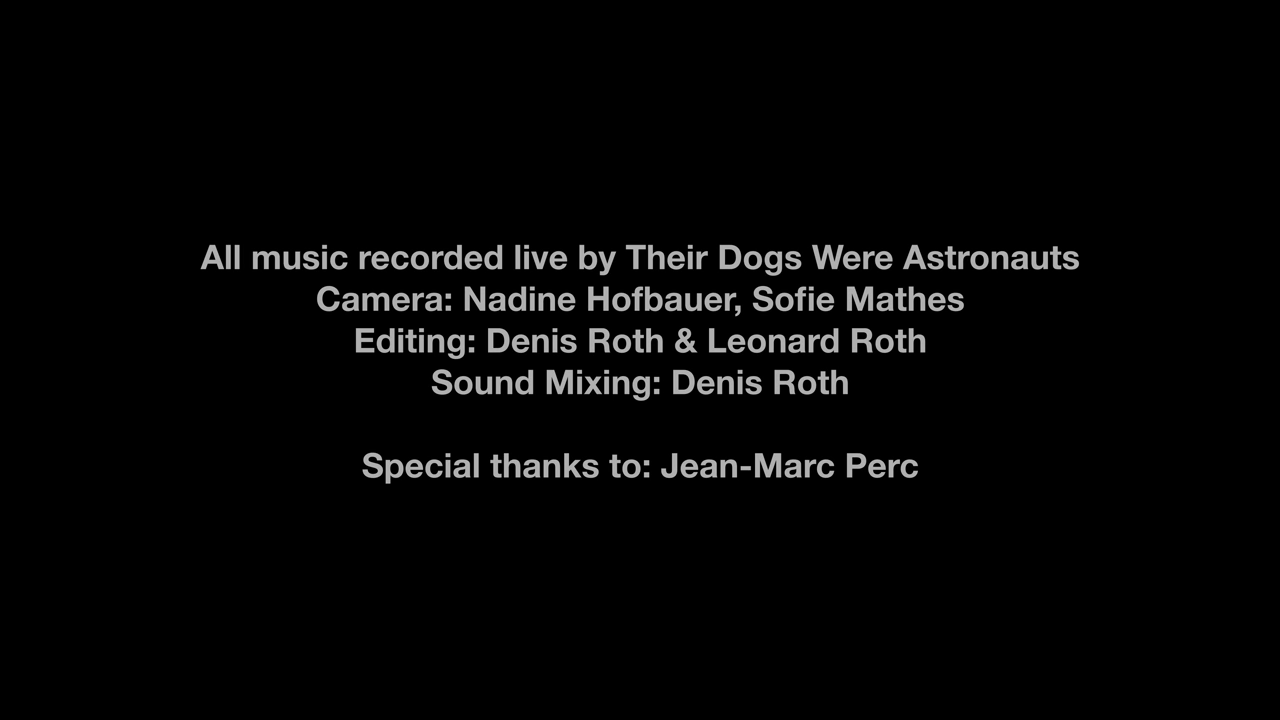 All music recorded live by Their Dogs Were Astronauts
Camera: Nadine Hofbauer, Sofie Mathes
Editing: Denis Roth & Leonard Roth
Sound Mixing: Denis Roth
Special thanks to: Jean-Marc Perc